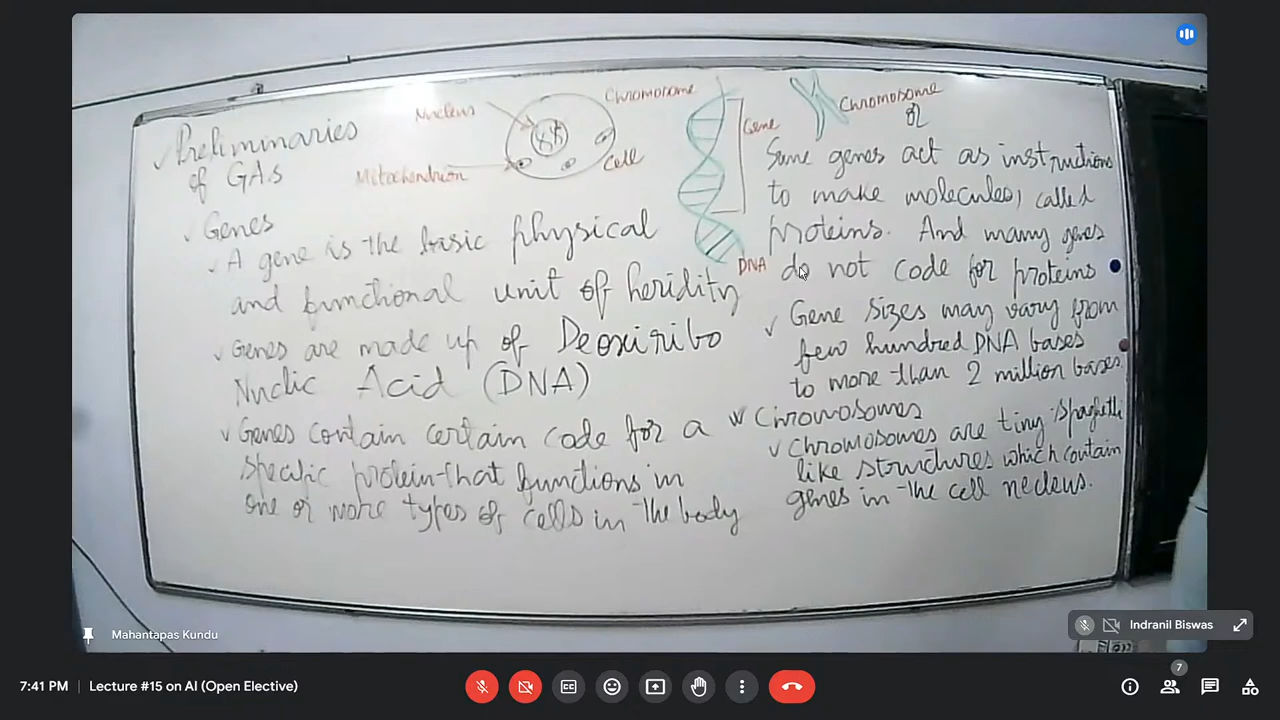 Preliminaries
of GAs
Nucleus
Mitochondrion
Chromosome
Cell
Gene
DNA
Chromosome
or
Genes
A gene is the basic physical
and functional unit of heridity
Genes are made up of Deoxiribo
Nuclic Acid (DNA)
Genes contain certain code for a
specific protein that functions in
one or more types of cells in the body
Some genes act as instructions
to make molecules, called
proteins. And many genes
do not code for proteins
Gene sizes may vary from
few hundred DNA bases
to more than 2 million bases.
Chromosomes
Chromosomes are tiny spaghetti
like structures which contain
genes in the cell necleus.
Mahantapas Kundu
Indranil Biswas
7:41 PM | Lecture #15 on AI (Open Elective)
7